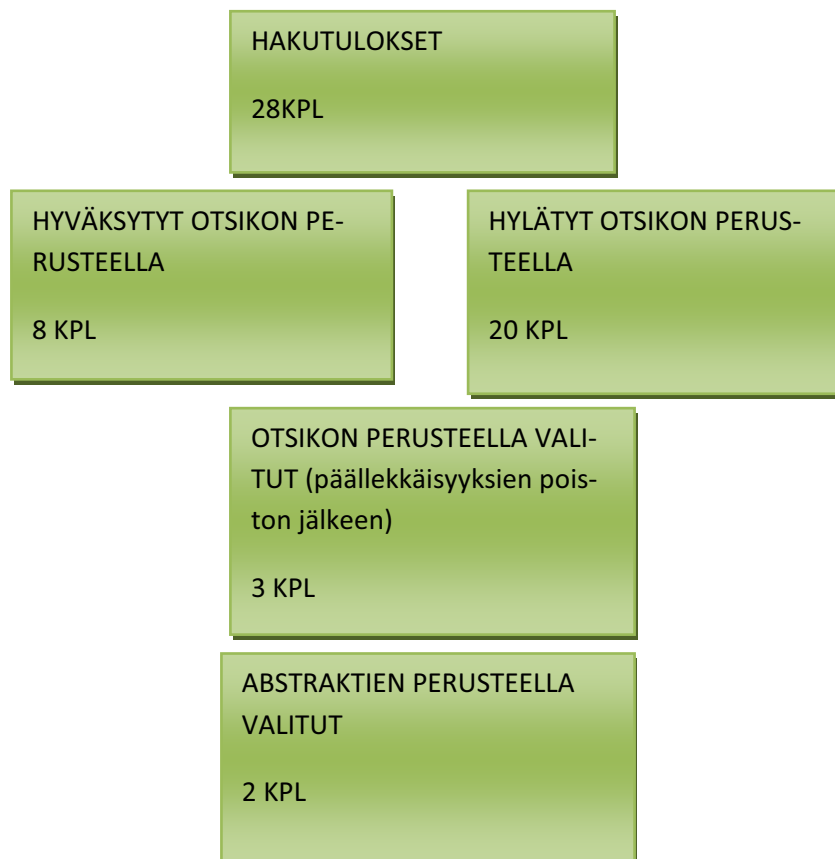 HAKUTULOKSET
28KPL
HYVÄKSYTYT OTSIKON PE-
RUSTEELLA
8 KPL
HYLÄTYT OTSIKON PERUS-
TEELLA
20 KPL
OTSIKON PERUSTEELLA VALI-
TUT (päällekkäisyyksien pois-
ton jälkeen)
3 KPL
ABSTRAKTIEN PERUSTEELLA
VALITUT
2 KPL